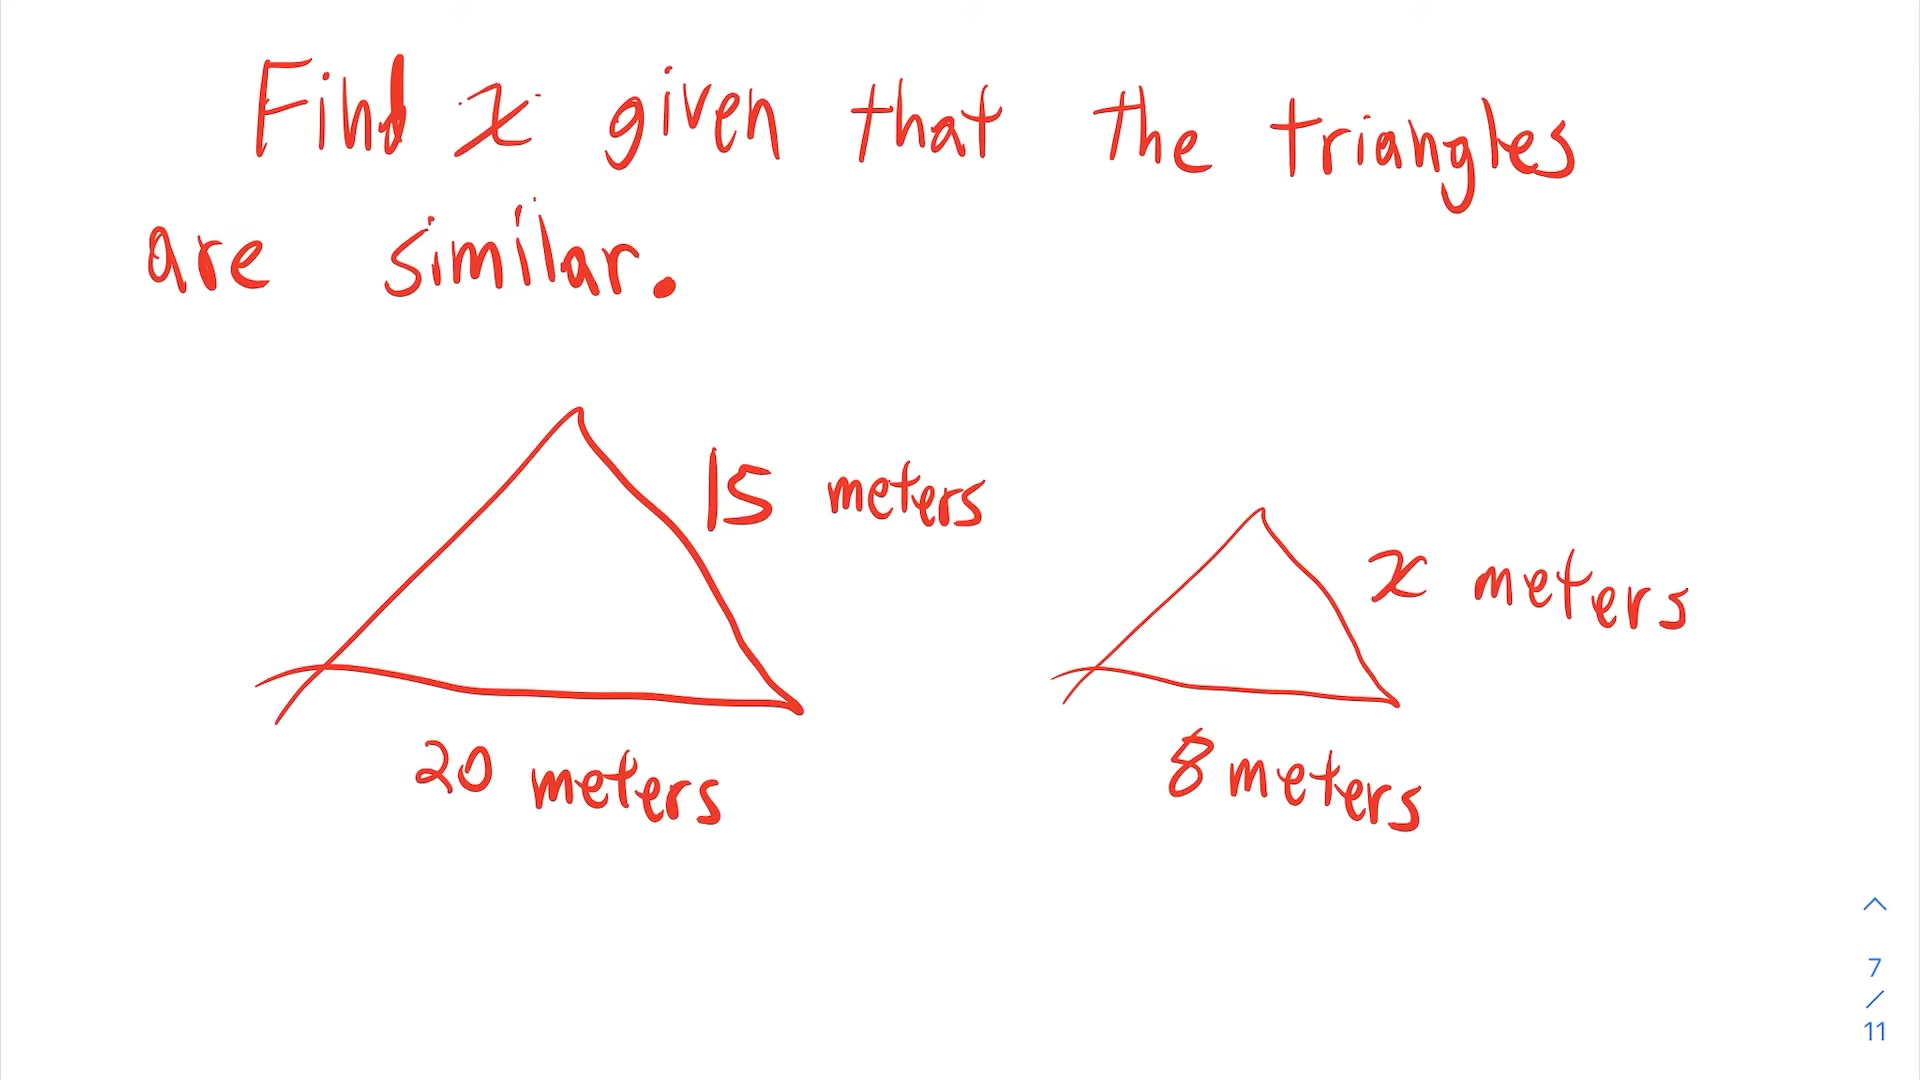 Find x given that the triangles
are similar.
15 meters
x meters
20 meters
8 meters
7
/
11